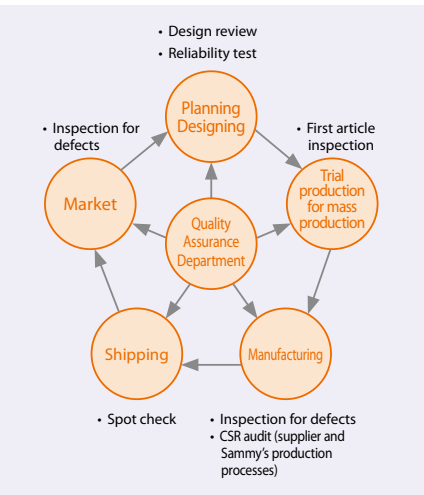 • Design review
• Reliability test
Planning
Designing
• Inspection for
defects
• First article
inspection
Market
Trial
production
for mass
production
Quality
Assurance
Department
Shipping
Manufacturing
• Spot check
• Inspection for defects
• CSR audit (supplier and
Sammy's production
processes)